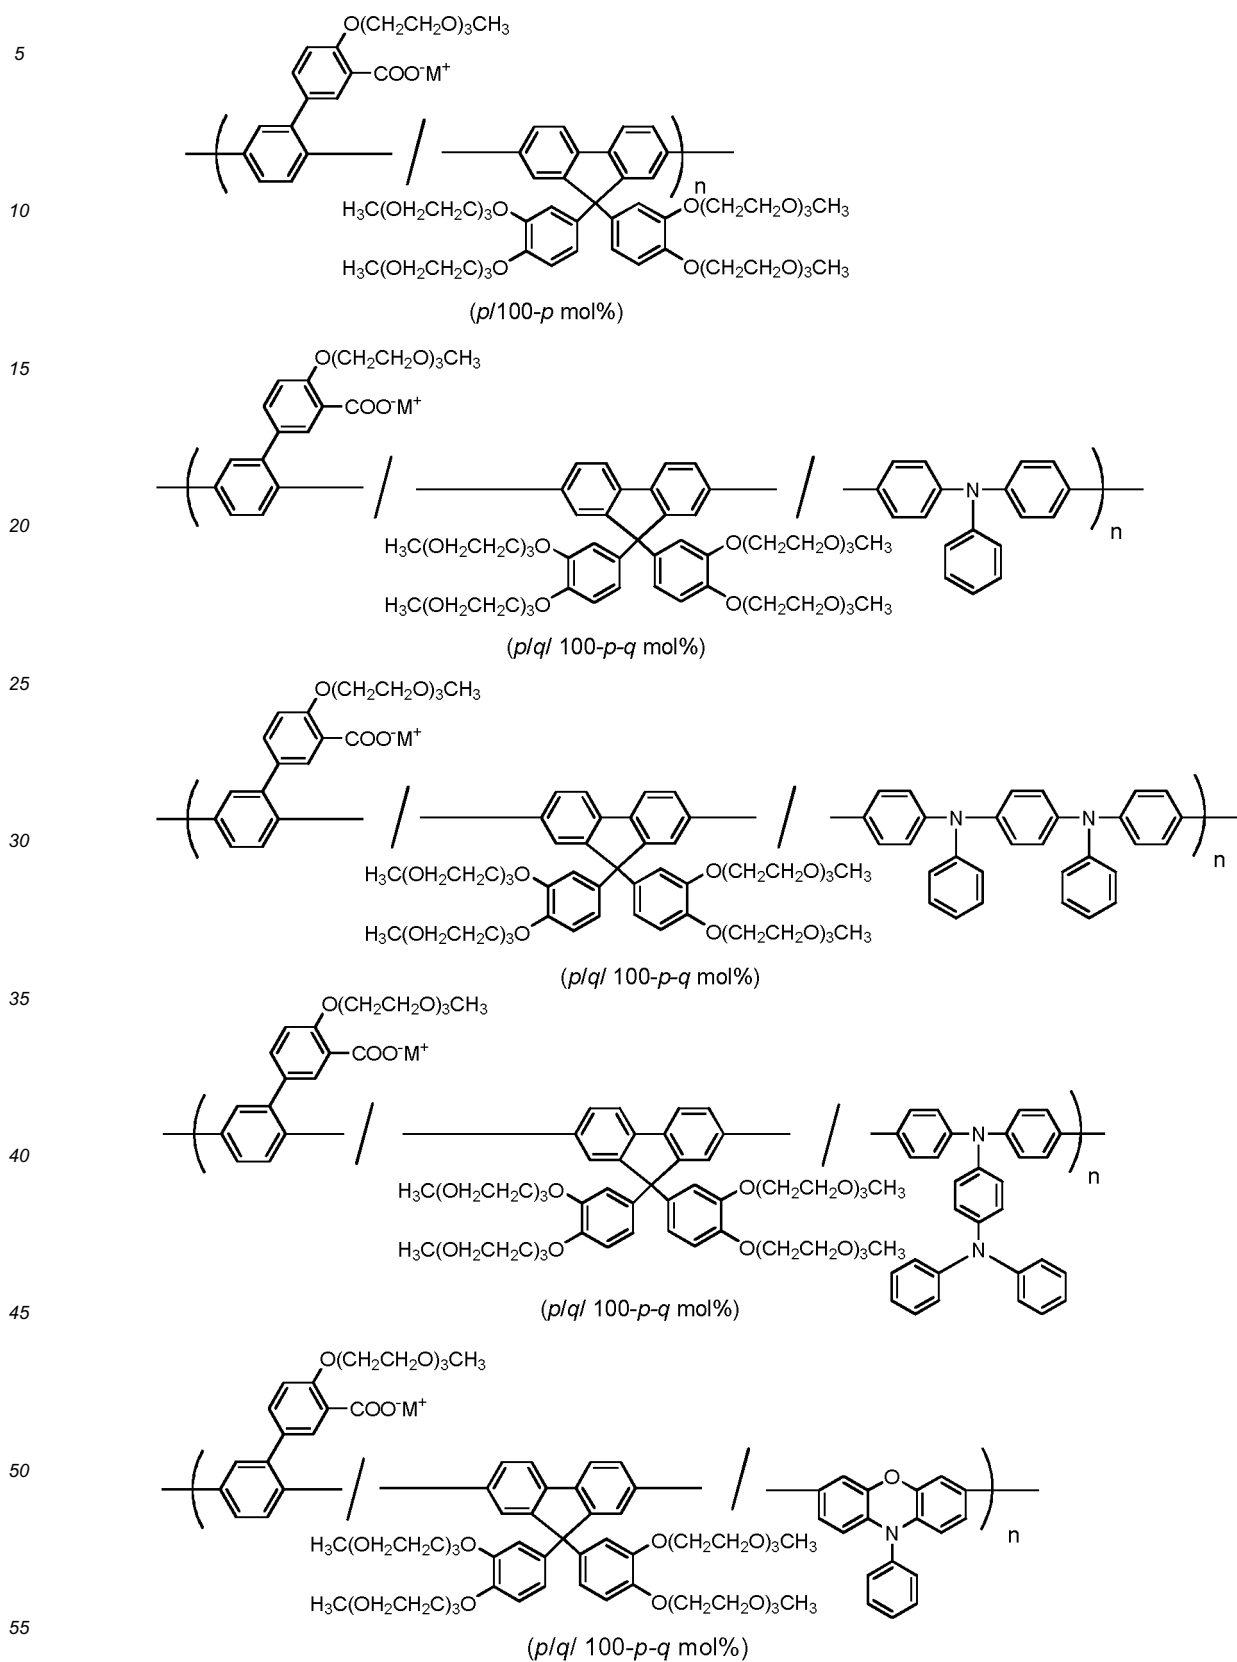 O(CH2CH2O)3CH3
5
COO-M+
n
10
H3C(OH2CH2C)3O O(CH2CH2O)3CH3
H3C(OH2CH2C)3O O(CH2CH2O)3CH3
(p/100-p mol%)
O(CH2CH2O)3CH3
15
COO-M+
N
20 n
H3C(OH2CH2C)3O O(CH2CH2O)3CH3
H3C(OH2CH2C)3O O(CH2CH2O)3CH3
(p/q/ 100-p-q mol%)
25
O(CH2CH2O)3CH3
COO-M+
N N
30 n
H3C(OH2CH2C)3O O(CH2CH2O)3CH3
H3C(OH2CH2C)3O O(CH2CH2O)3CH3
(p/q/ 100-p-q mol%)
35
O(CH2CH2O)3CH3
COO-M+
N
40 n
H3C(OH2CH2C)3O O(CH2CH2O)3CH3
H3C(OH2CH2C)3O O(CH2CH2O)3CH3 N
(p/q/ 100-p-q mol%)
45
O(CH2CH2O)3CH3
COO-M+
50 O
N n
H3C(OH2CH2C)3O O(CH2CH2O)3CH3
H3C(OH2CH2C)3O O(CH2CH2O)3CH3
55
(p/q/ 100-p-q mol%)